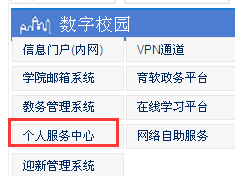 数字校园
信息门户(内网) VPN通道
学院邮箱系统 育软政务平台
教务管理系统 在线学习平台
个人服务中心 网络自助服务
迎新管理系统